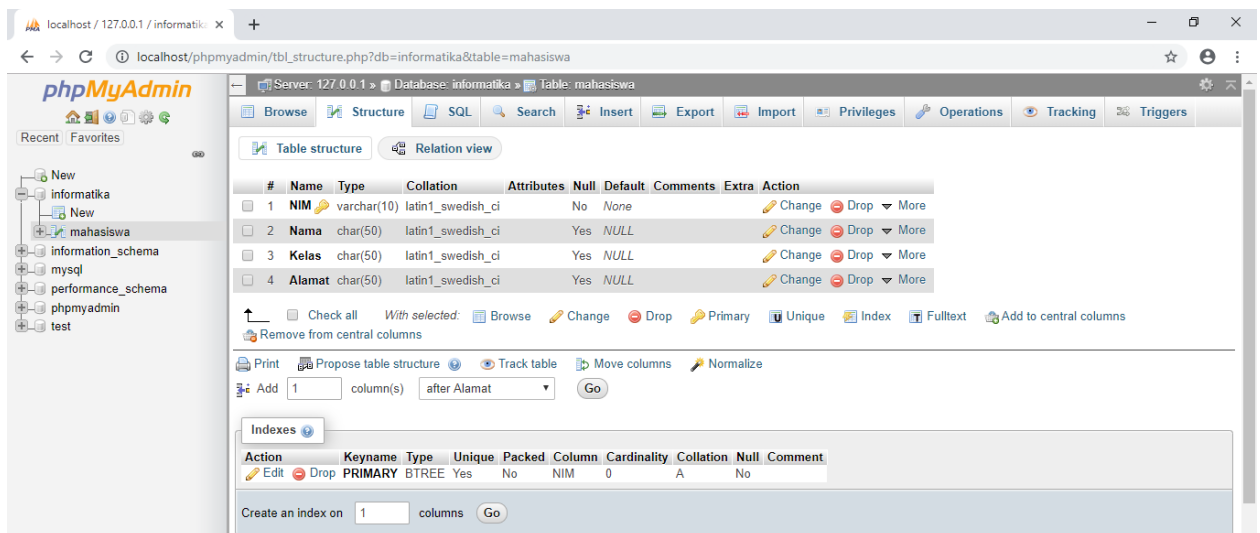 localhost / 127.0.0.1 / informatika
localhost/phpmyadmin/tbl_structure.php?db=informatika&table=mahasiswa
phpMyAdmin
Recent Favorites
New
informatika
New
mahasiswa
information_schema
mysql
performance_schema
phpmyadmin
test
Server: 127.0.0.1 » Database: informatika » Table: mahasiswa
Browse Structure SQL Search Insert Export Import Privileges Operations Tracking Triggers
Table structure Relation view
# Name Type Collation Attributes Null Default Comments Extra Action
1 NIM varchar(10) latin1_swedish_ci No None Change Drop More
2 Nama char(50) latin1_swedish_ci Yes NULL Change Drop More
3 Kelas char(50) latin1_swedish_ci Yes NULL Change Drop More
4 Alamat char(50) latin1_swedish_ci Yes NULL Change Drop More
Check all With selected: Browse Change Drop Primary Unique Index Fulltext Add to central columns
Remove from central columns
Print Propose table structure Track table Move columns Normalize
Add 1 column(s) after Alamat Go
Indexes
Action Keyname Type Unique Packed Column Cardinality Collation Null Comment
Edit Drop PRIMARY BTREE Yes No NIM 0 A No
Create an index on 1 columns Go